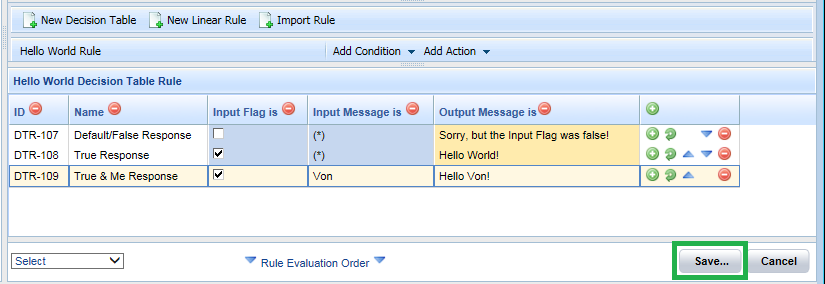 New Decision Table New Linear Rule Import Rule
Hello World Rule Add Condition Add Action
Hello World Decision Table Rule
ID Name Input Flag is Input Message is Output Message is
DTR-107 Default/False Response (*) Sorry, but the Input Flag was false!
DTR-108 True Response (*) Hello World!
DTR-109 True & Me Response Von Hello Von!
Select Rule Evaluation Order Save... Cancel